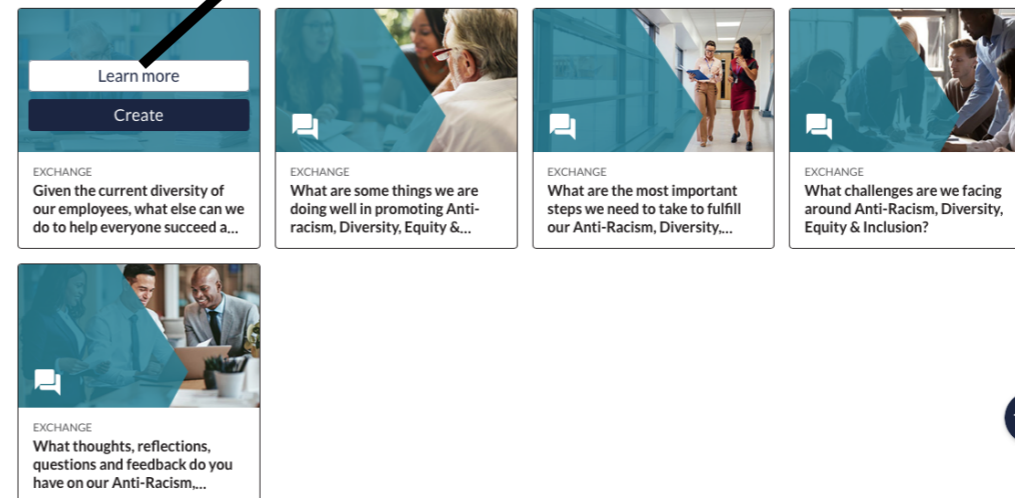 Learn more
Create
EXCHANGE
Given the current diversity of
our employees, what else can we
do to help everyone succeed a...
EXCHANGE
What are some things we are
doing well in promoting Anti-
racism, Diversity, Equity &...
EXCHANGE
What are the most important
steps we need to take to fulfill
our Anti-Racism, Diversity,...
EXCHANGE
What challenges are we facing
around Anti-Racism, Diversity,
Equity & Inclusion?
EXCHANGE
What thoughts, reflections,
questions and feedback do you
have on our Anti-Racism,...